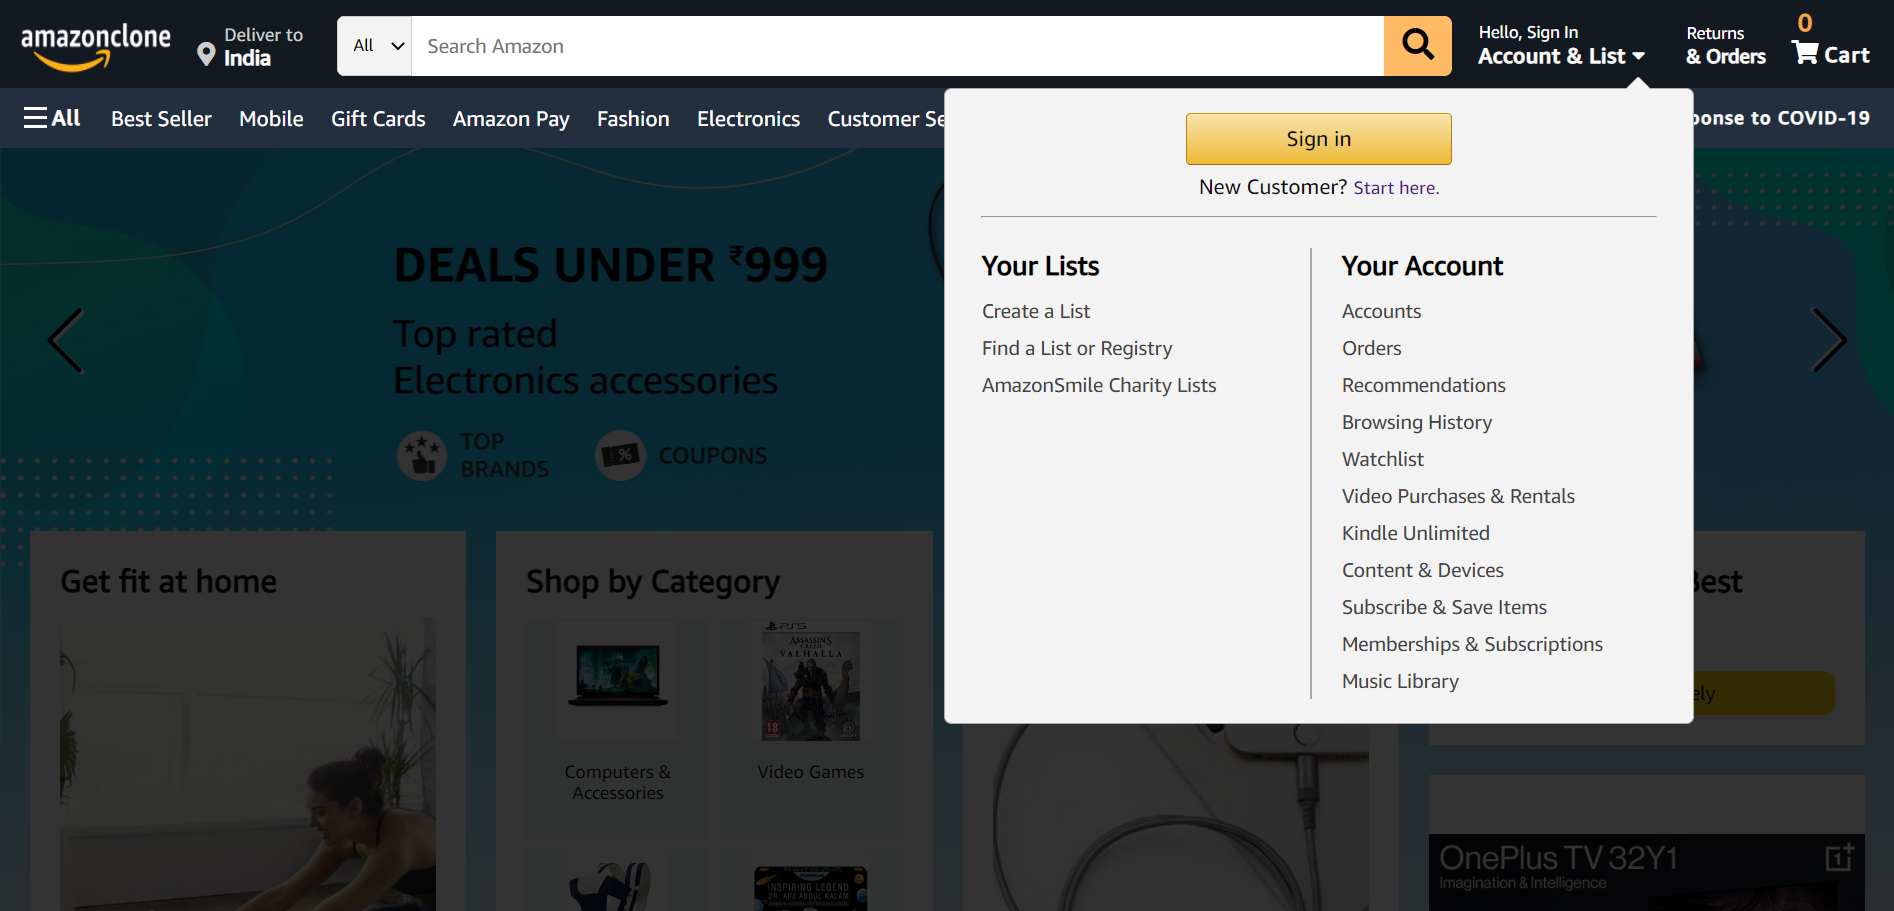 amazonclone
Deliver to
India
All
Search Amazon
Hello, Sign In
Account & List
Returns
& Orders
0
Cart
All
Best Seller
Mobile
Gift Cards
Amazon Pay
Fashion
Electronics
Customer Se
ponse to COVID-19
Sign in
New Customer? Start here.
Your Lists
Create a List
Find a List or Registry
AmazonSmile Charity Lists
Your Account
Accounts
Orders
Recommendations
Browsing History
Watchlist
Video Purchases & Rentals
Kindle Unlimited
Content & Devices
Subscribe & Save Items
Memberships & Subscriptions
Music Library
DEALS UNDER ₹999
Top rated
Electronics accessories
TOP
BRANDS
%
COUPONS
Get fit at home
Shop by Category
PS5
ASSASSIN'S
CREED
VALHALLA
18
UBISOFT
Computers &
Accessories
Video Games
INSPIRING LEGEND
DR. APJ ABDUL KALAM
Best
ely
OnePlus TV 32Y1
Imagination & Intelligence
1+